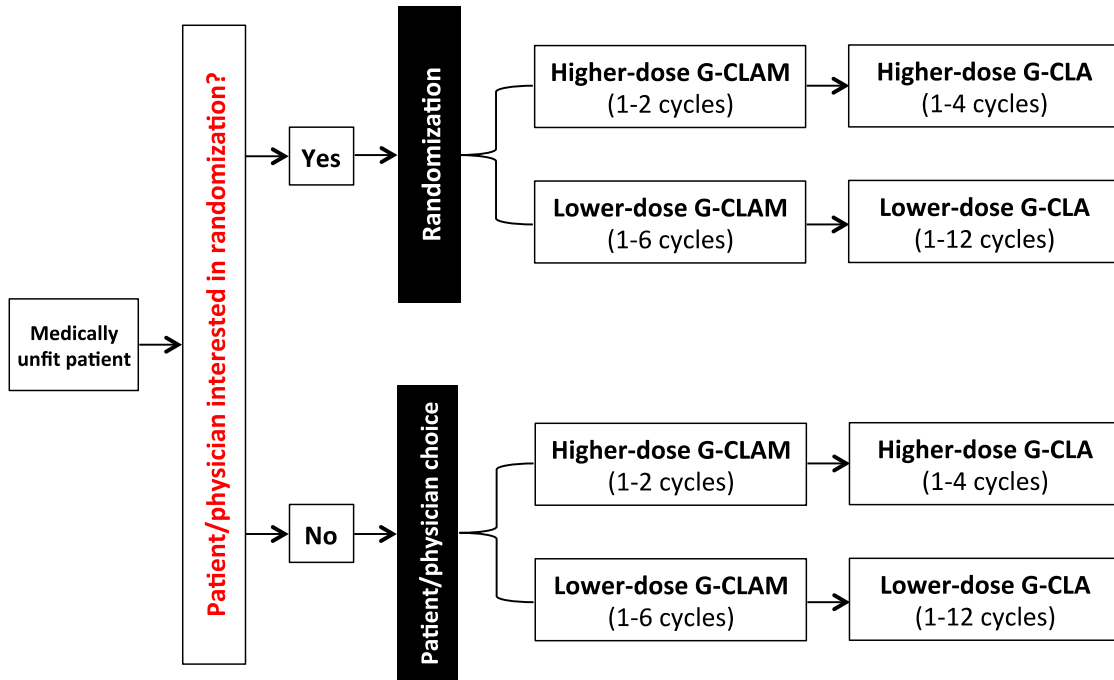 Medically
unfit patient
Patient/physician interested in randomization?
Yes
Randomization
Higher-dose G-CLAM
(1-2 cycles)
Higher-dose G-CLA
(1-4 cycles)
Lower-dose G-CLAM
(1-6 cycles)
Lower-dose G-CLA
(1-12 cycles)
No
Patient/physician choice
Higher-dose G-CLAM
(1-2 cycles)
Higher-dose G-CLA
(1-4 cycles)
Lower-dose G-CLAM
(1-6 cycles)
Lower-dose G-CLA
(1-12 cycles)